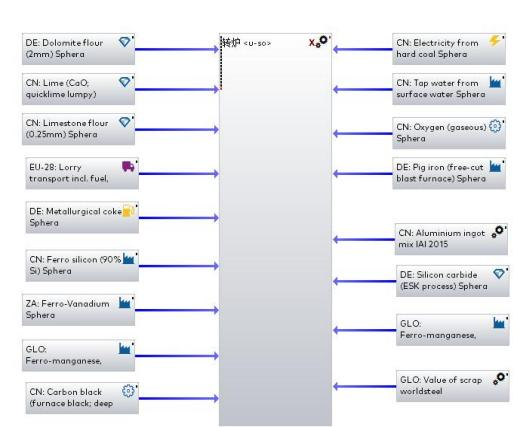 DE: Dolomite flour
(2mm) Sphera
CN: Lime (CaO;
quicklime lumpy)
CN: Limestone flour
(0.25mm) Sphera
EU-28: Lorry
transport incl. fuel,
DE: Metallurgical coke
Sphera
CN: Ferro silicon (90%
Si) Sphera
ZA: Ferro-Vanadium
Sphera
GLO:
Ferro-manganese,
CN: Carbon black
(furnace black; deep
转炉 <u-so>
X
CN: Electricity from
hard coal Sphera
CN: Tap water from
surface water Sphera
CN: Oxygen (gaseous)
Sphera
DE: Pig iron (free-cut
blast furnace) Sphera
CN: Aluminium ingot
mix IAI 2015
DE: Silicon carbide
(ESK process) Sphera
GLO:
Ferro-manganese,
GLO: Value of scrap
worldsteel